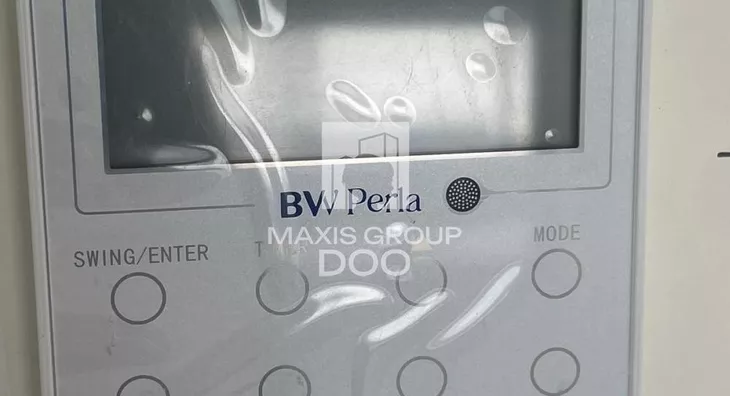 BW Perla
MAXIS GROUP
DOO
SWING/ENTER
MODE